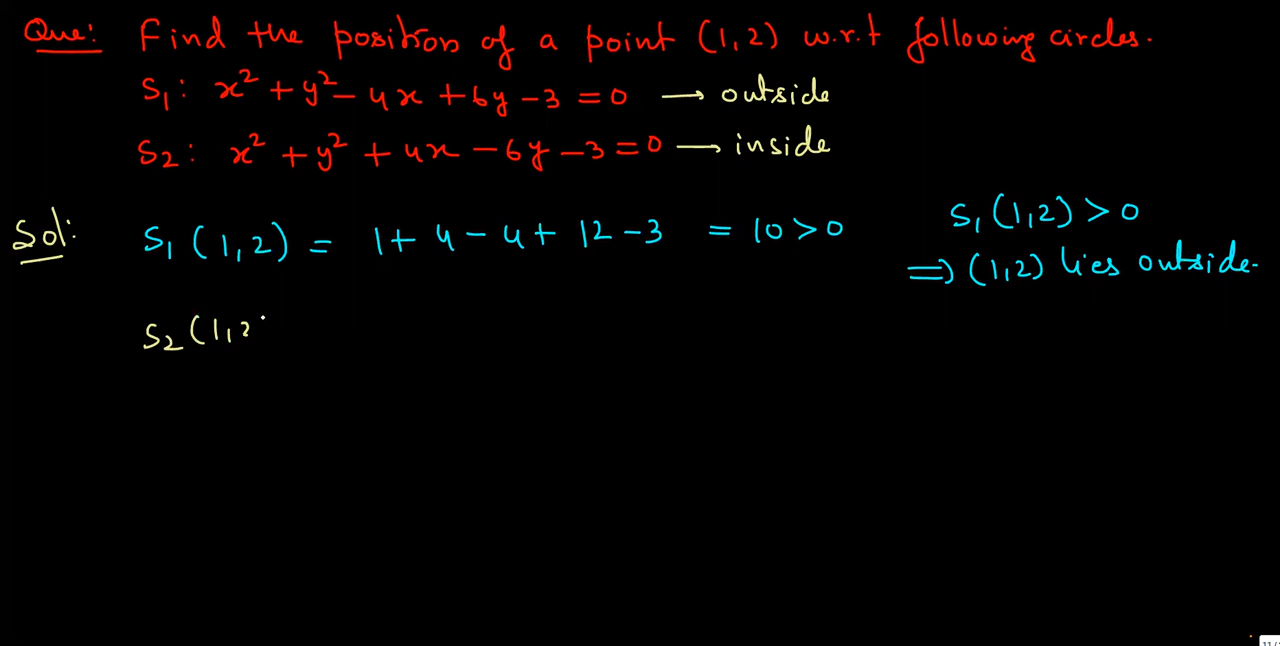 Que: Find the position of a point (1,2) w.r.t following circles.
S₁: x² + y² - 4x + 6y - 3 = 0 → outside
S₂: x² + y² + 4x - 6y - 3 = 0 → inside
Sol: S₁(1,2) = 1 + 4 - 4 + 12 - 3 = 10 > 0
S₁(1,2) > 0
⇒ (1,2) lies outside.
S₂(1,2